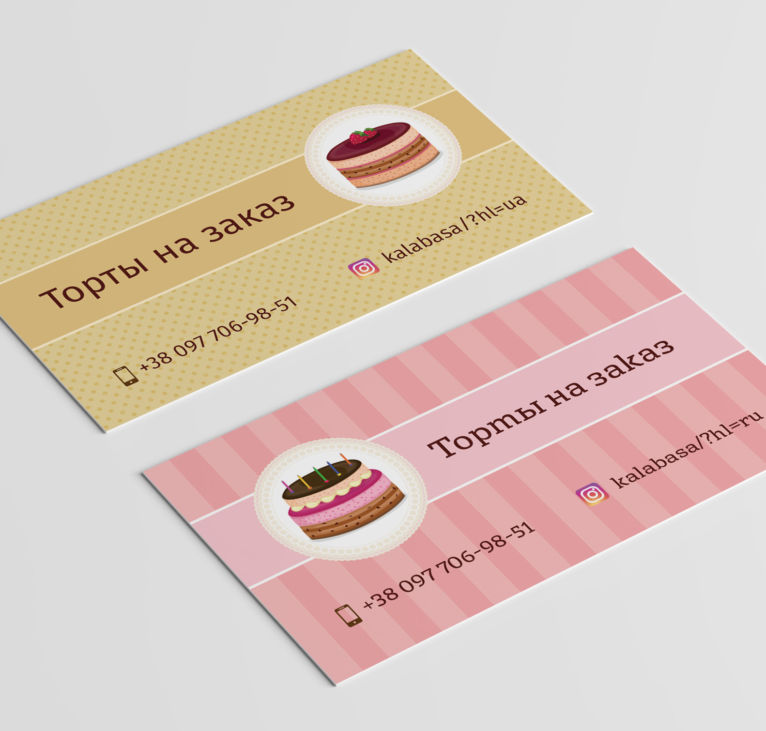 Торты на заказ
+38 097 706-98-51
kalabasa/?hl=ua
Торты на заказ
+38 097 706-98-51
kalabasa/?hl=ru